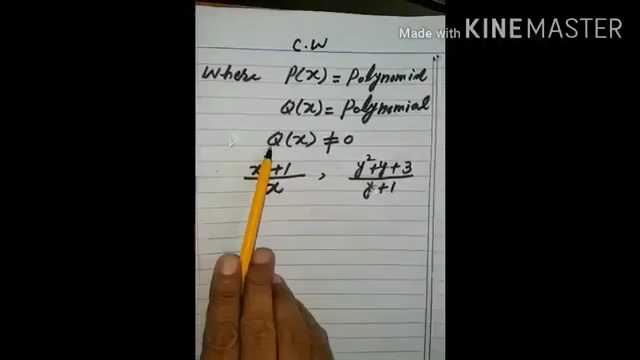 Made with KINEMASTER
C.W
Where P(x) = Polynomial
Q(x) = Polynomial
Q(x) ≠ 0
x +1 / x , y²+y+3 / y+1